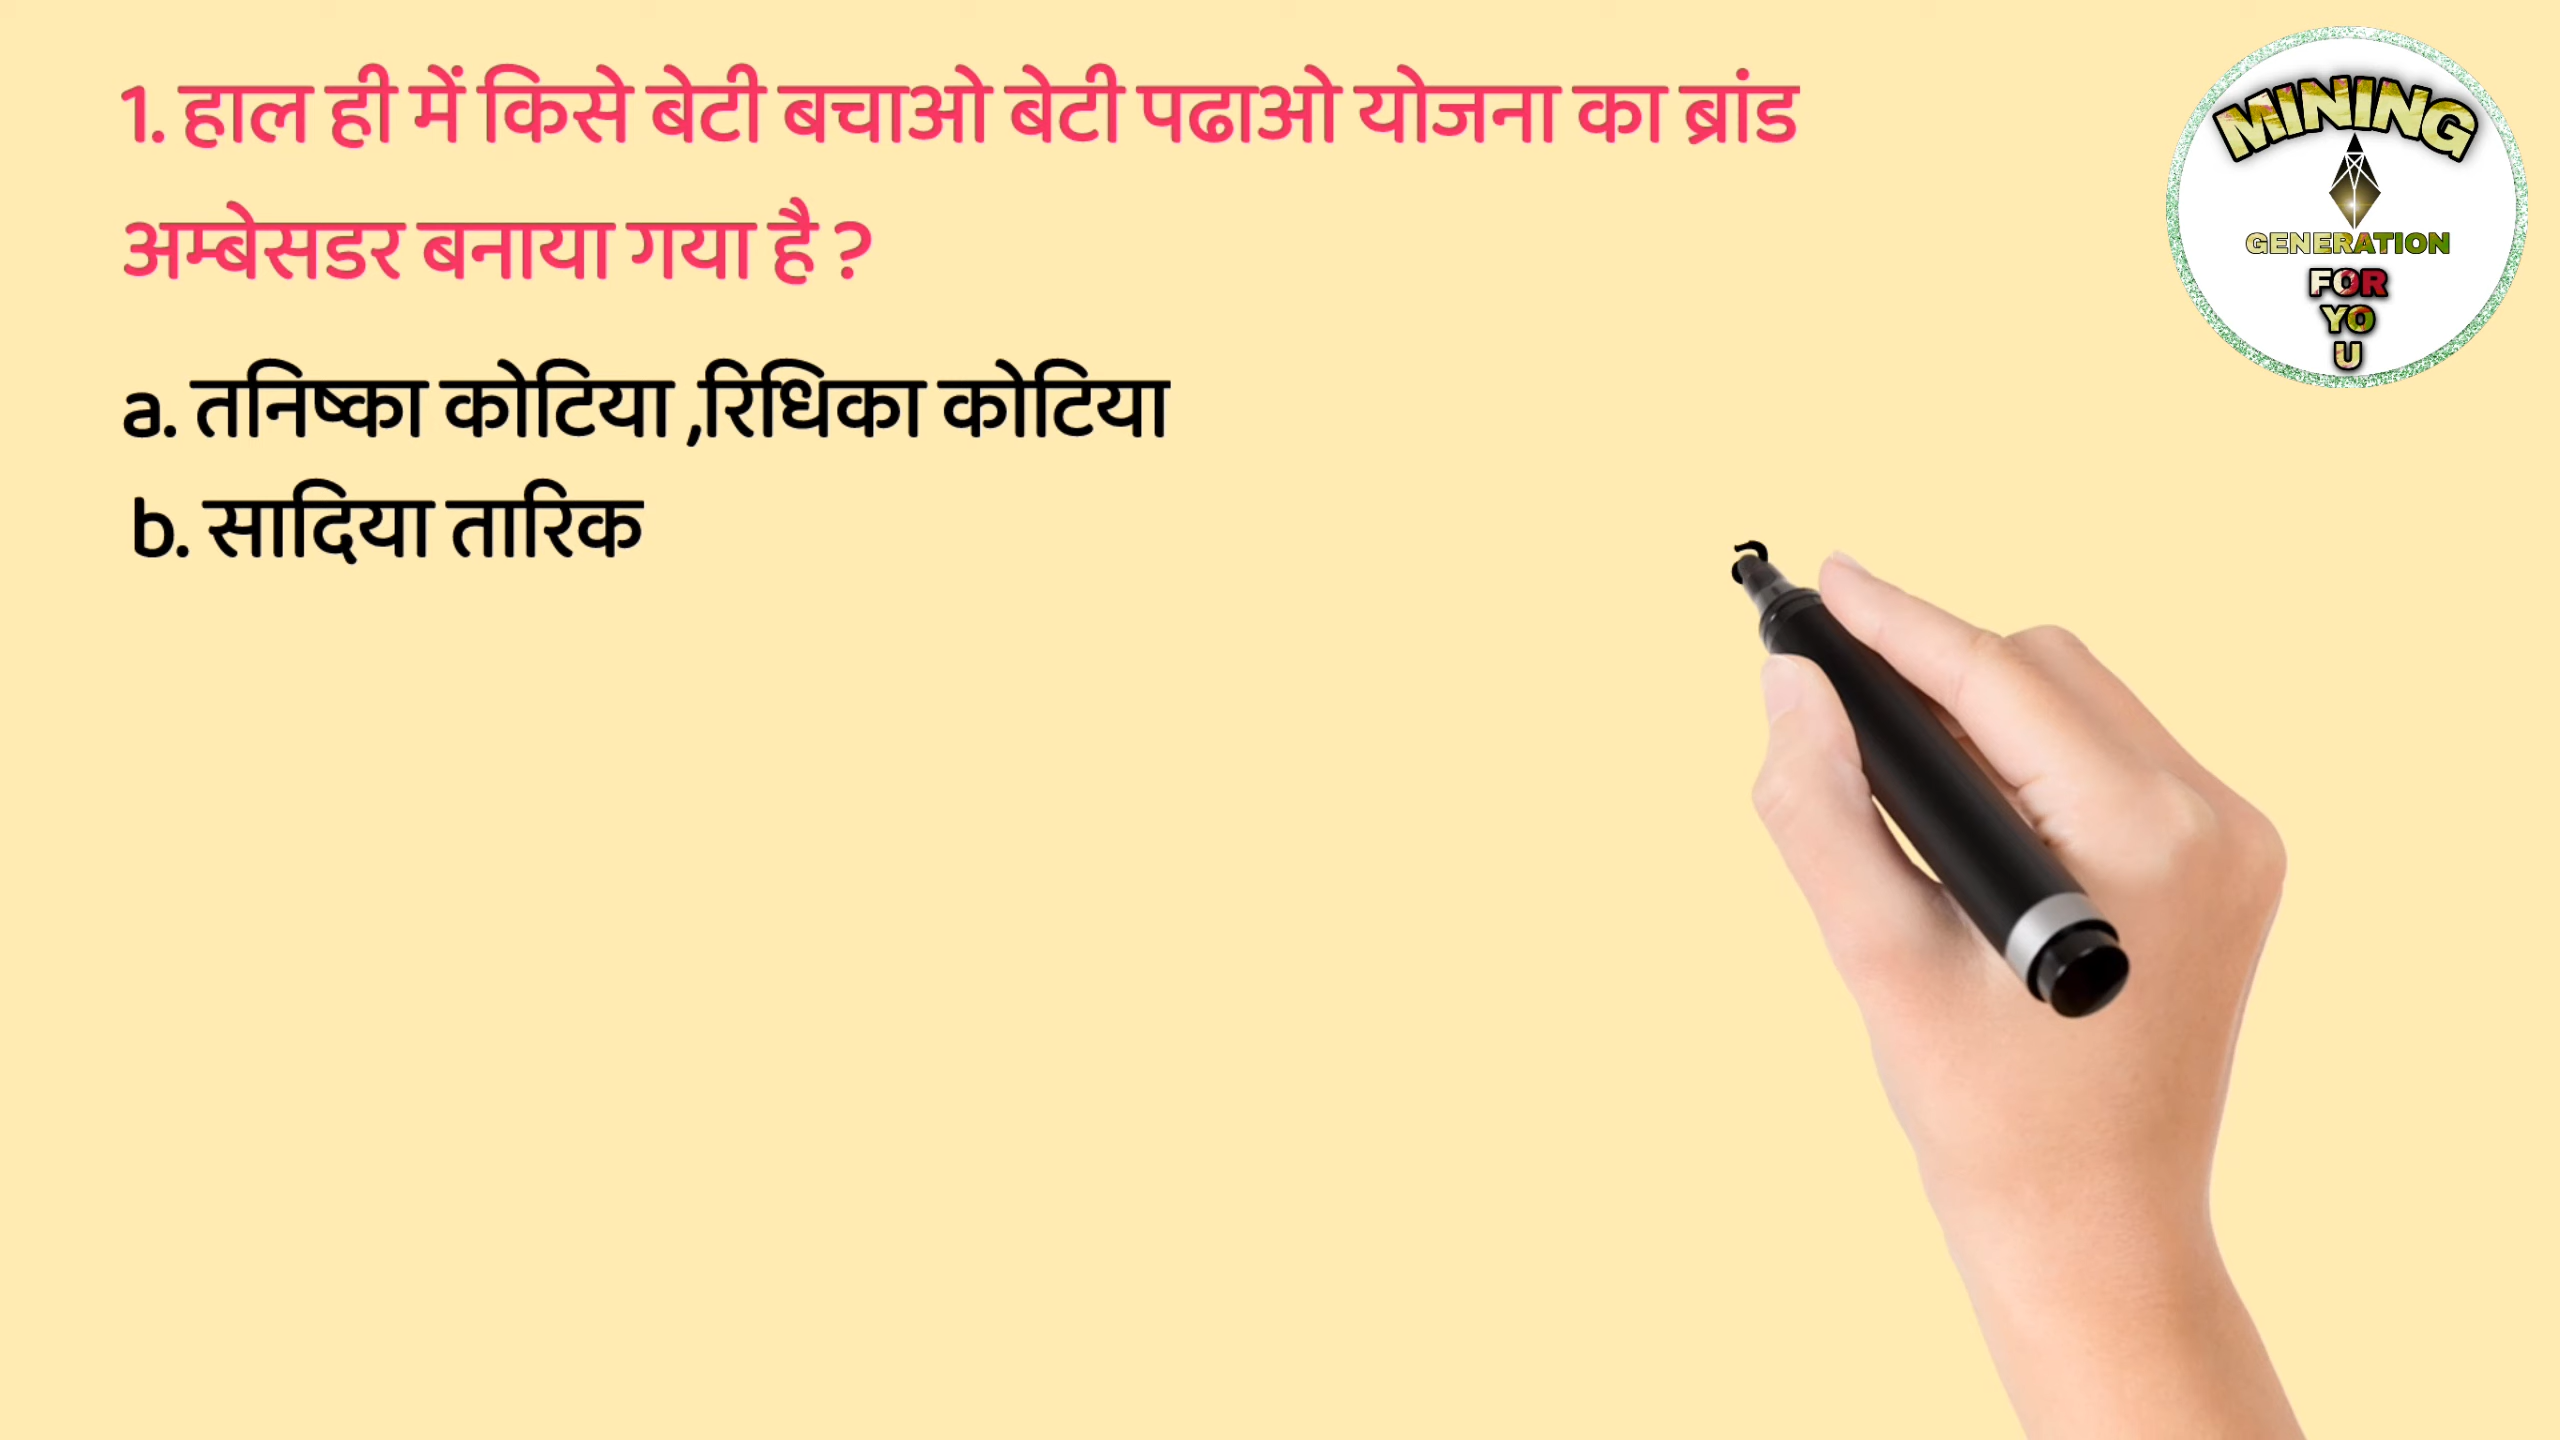 1. हाल ही में किसे बेटी बचाओ बेटी पढाओ योजना का ब्रांड
अम्बेसडर बनाया गया है ?
a. तनिष्का कोटिया ,रिधिका कोटिया
b. सादिया तारिक
MINING
GENERATION
FOR
YO
U